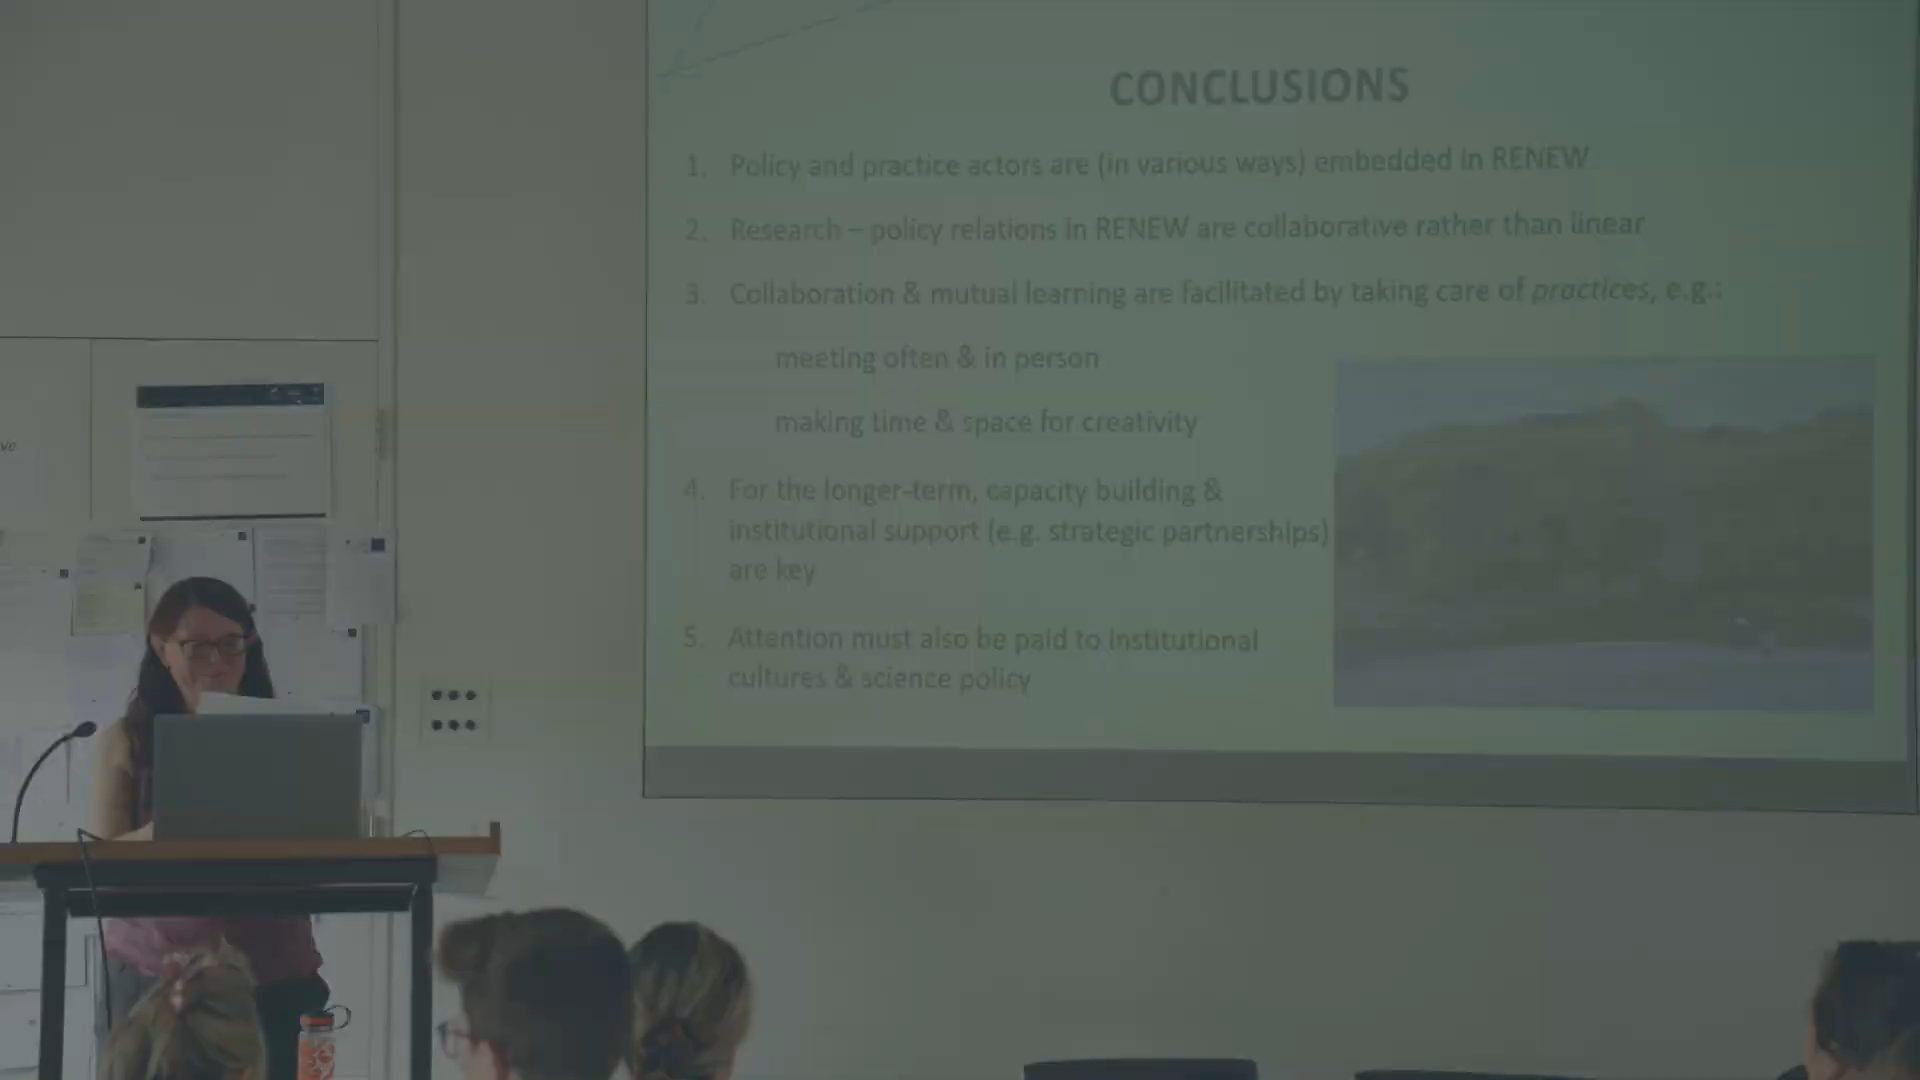 CONCLUSIONS
1. Policy and practice actors are (in various ways) embedded in RENEW
2. Research – policy relations in RENEW are collaborative rather than linear
3. Collaboration & mutual learning are facilitated by taking care of practices, e.g.:
meeting often & in person
making time & space for creativity
4. For the longer-term, capacity building &
institutional support (e.g. strategic partnerships)
are key
5. Attention must also be paid to institutional
cultures & science policy
ve